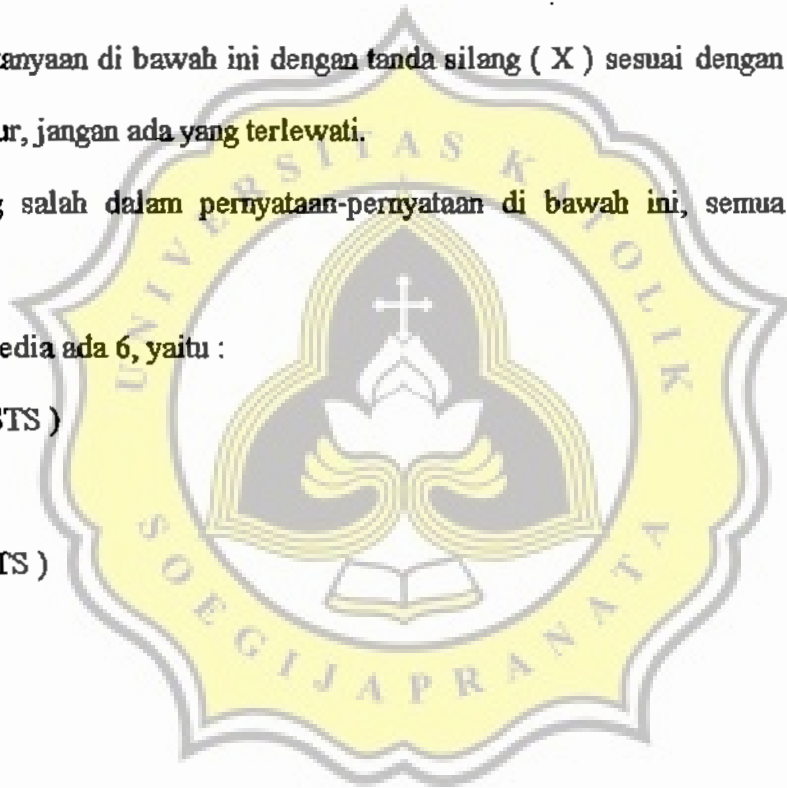 anyaan di bawah ini dengan tanda silang ( X ) sesuai dengan
ur, jangan ada yang terlewati.
salah dalam pernyataan-pernyataan di bawah ini, semua
edia ada 6, yaitu :
STS )
TS )
UNIVERSITAS KATOLIK
SOEGIJAPRANATA